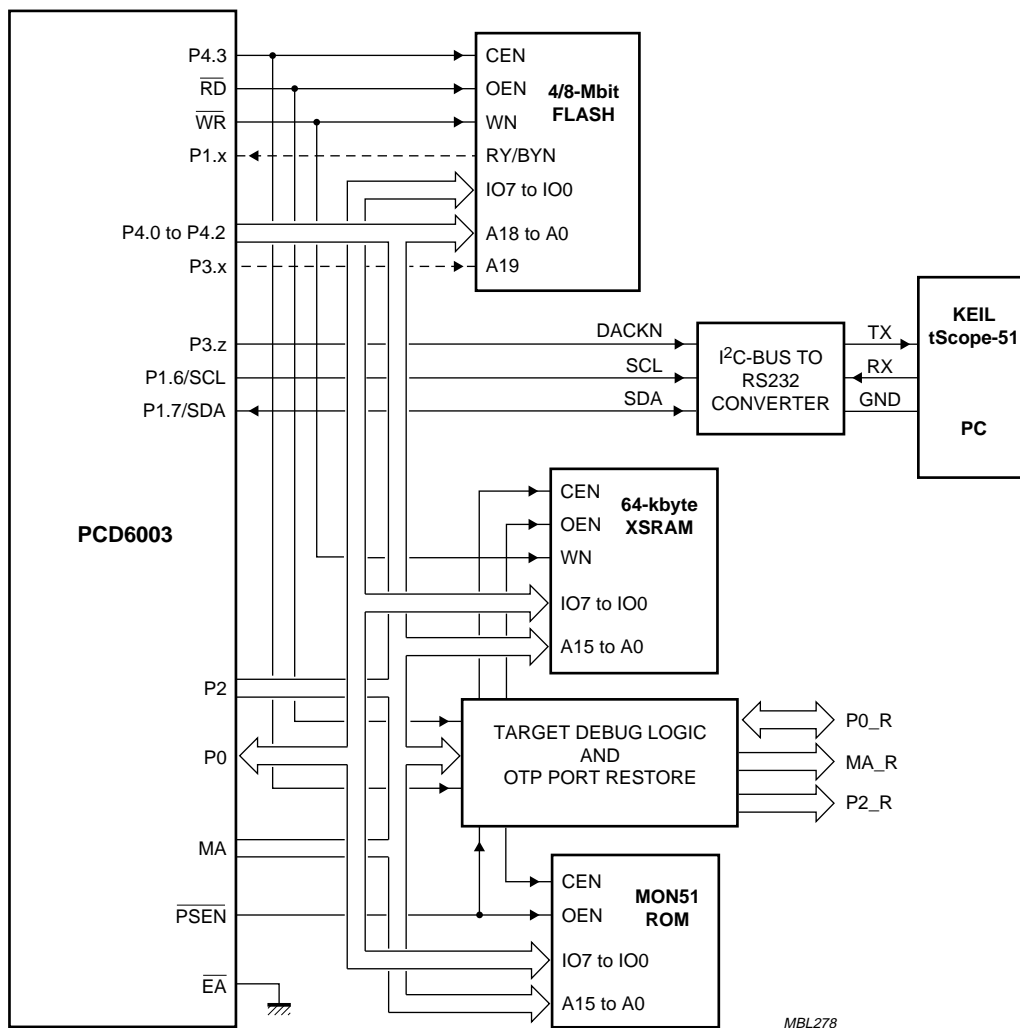 P4.3
RD
WR
P1.x
P4.0 to P4.2
P3.x
P3.z
P1.6/SCL
P1.7/SDA
PCD6003
P2
P0
MA
PSEN
EA
CEN
OEN
WN
RY/BYN
IO7 to IO0
A18 to A0
A19
4/8-Mbit
FLASH
DACKN
SCL
SDA
I2C-BUS TO
RS232
CONVERTER
TX
RX
GND
KEIL
tScope-51
PC
CEN
OEN
WN
IO7 to IO0
A15 to A0
64-kbyte
XSRAM
TARGET DEBUG LOGIC
AND
OTP PORT RESTORE
P0_R
MA_R
P2_R
CEN
OEN
IO7 to IO0
A15 to A0
MON51
ROM
MBL278